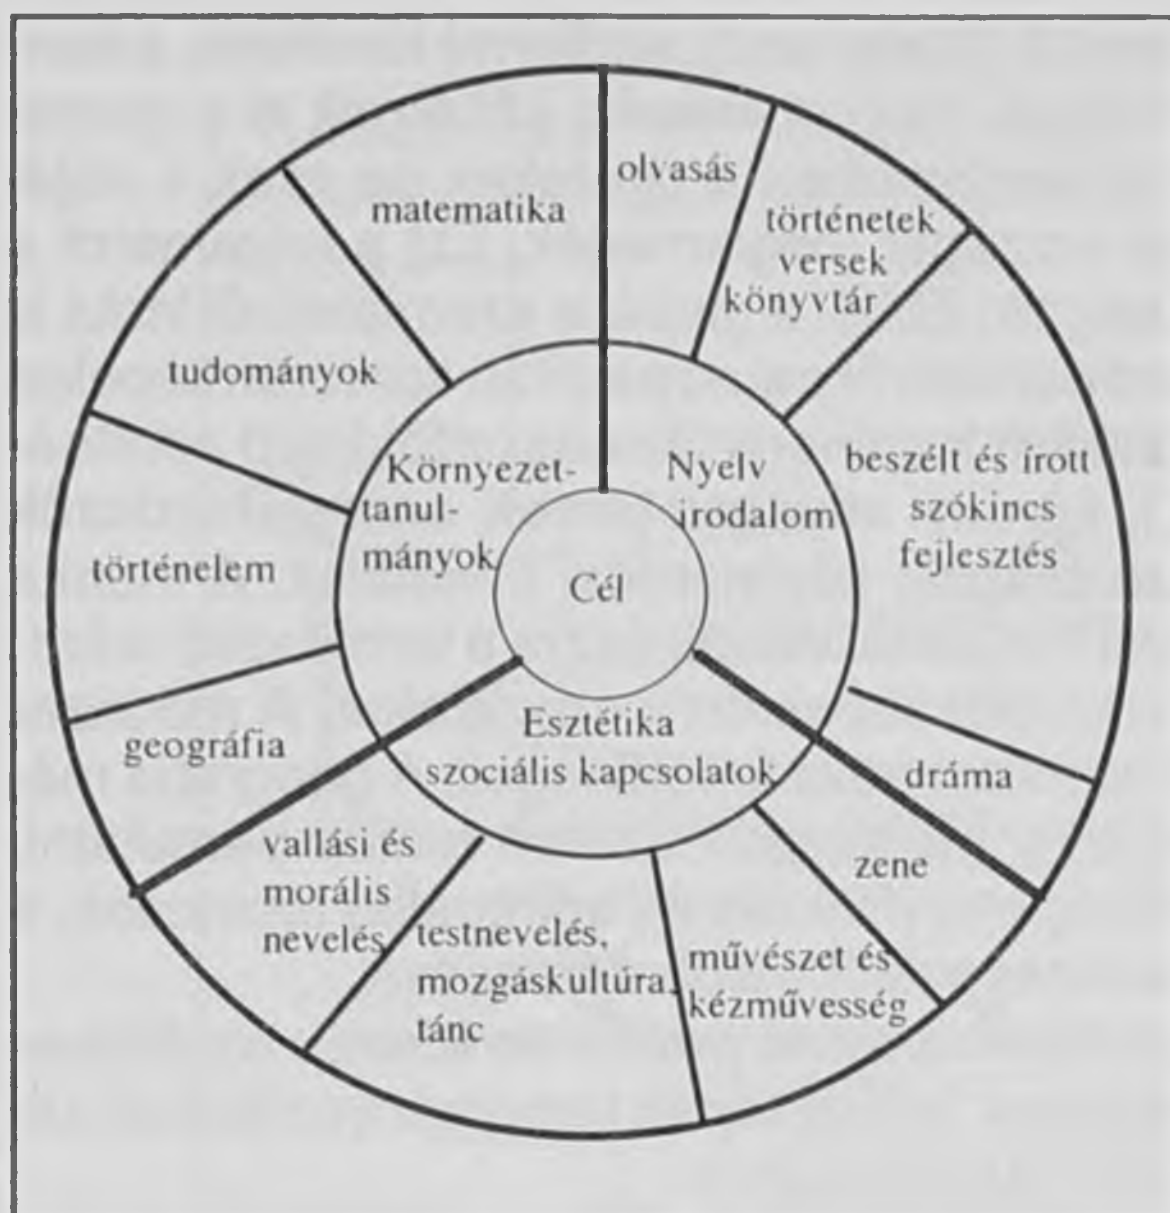 olvasás
történetek
versek
könyvtár
beszélt és írott
szókincs
fejlesztés
dráma
zene
művészet és
kézművesség
testnevelés,
mozgáskultúra,
tánc
vallási és
morális
nevelés
geográfia
történelem
tudományok
matematika
Környezet-
tanul-
mányok
Nyelv
irodalom
Esztétika
szociális kapcsolatok
Cél